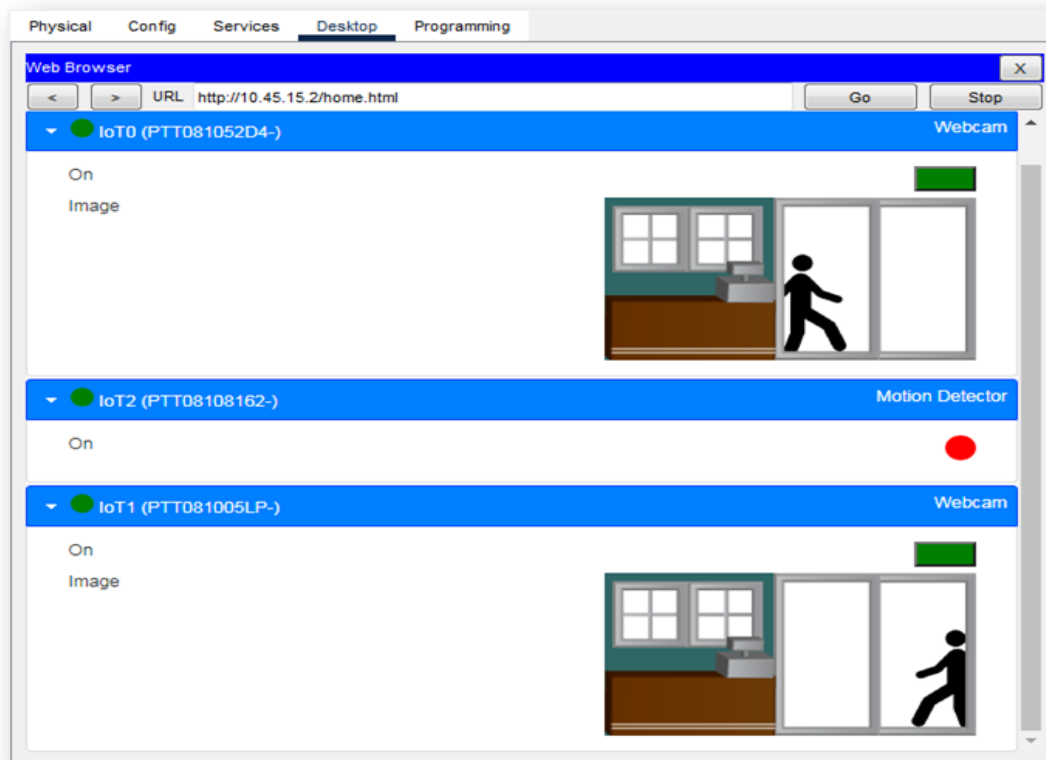 Physical Config Services Desktop Programming
Web Browser X
< > URL http://10.45.15.2/home.html Go Stop
IoT0 (PTT081052D4-) Webcam
On
Image
IoT2 (PTT08108162-) Motion Detector
On
IoT1 (PTT081005LP-) Webcam
On
Image